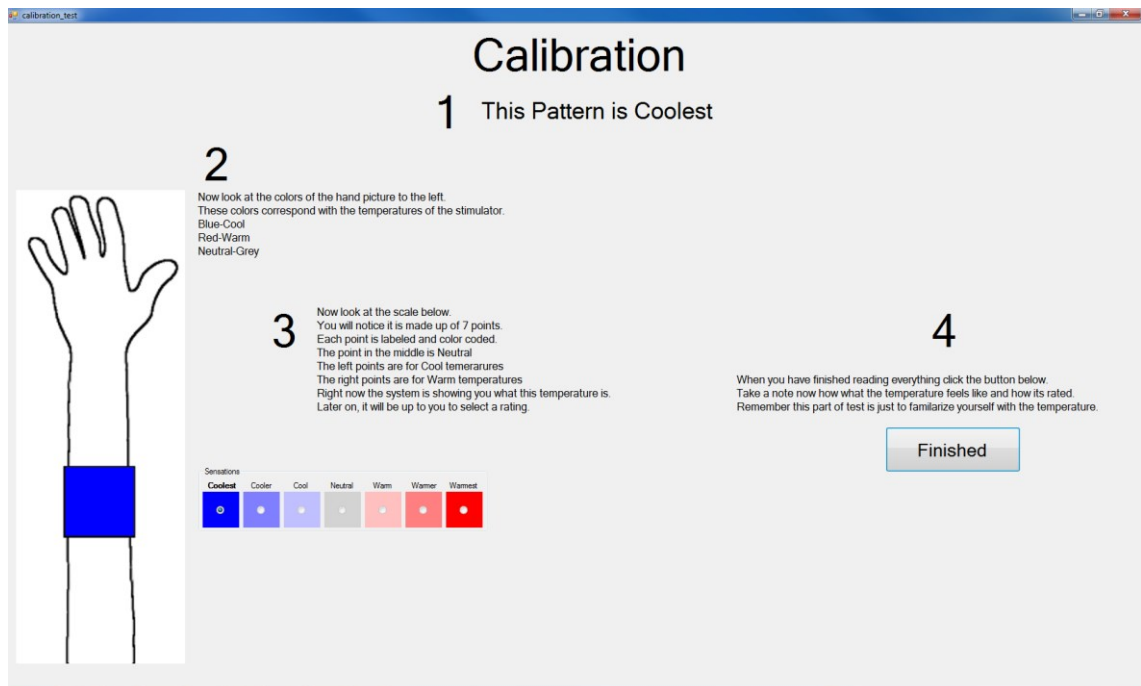 calibration_test
Calibration
1 This Pattern is Coolest
2
Now look at the colors of the hand picture to the left.
These colors correspond with the temperatures of the stimulator.
Blue-Cool
Red-Warm
Neutral-Grey
3
Now look at the scale below.
You will notice it is made up of 7 points.
Each point is labeled and color coded.
The point in the middle is Neutral
The left points are for Cool temerarures
The right points are for Warm temperatures
Right now the system is showing you what this temperature is.
Later on, it will be up to you to select a rating.
4
When you have finished reading everything click the button below.
Take a note now how what the temperature feels like and how its rated.
Remember this part of test is just to familarize yourself with the temperature.
Finished
Sensations
Coolest Cooler Cool Neutral Warm Warmer Warmest